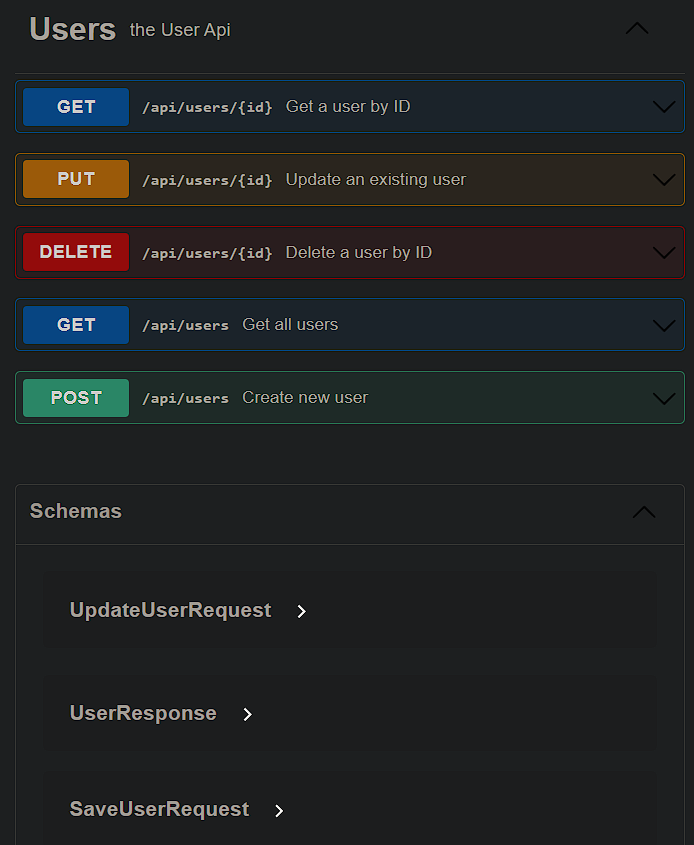 Users the User Api
GET /api/users/{id} Get a user by ID
PUT /api/users/{id} Update an existing user
DELETE /api/users/{id} Delete a user by ID
GET /api/users Get all users
POST /api/users Create new user
Schemas
UpdateUserRequest
UserResponse
SaveUserRequest